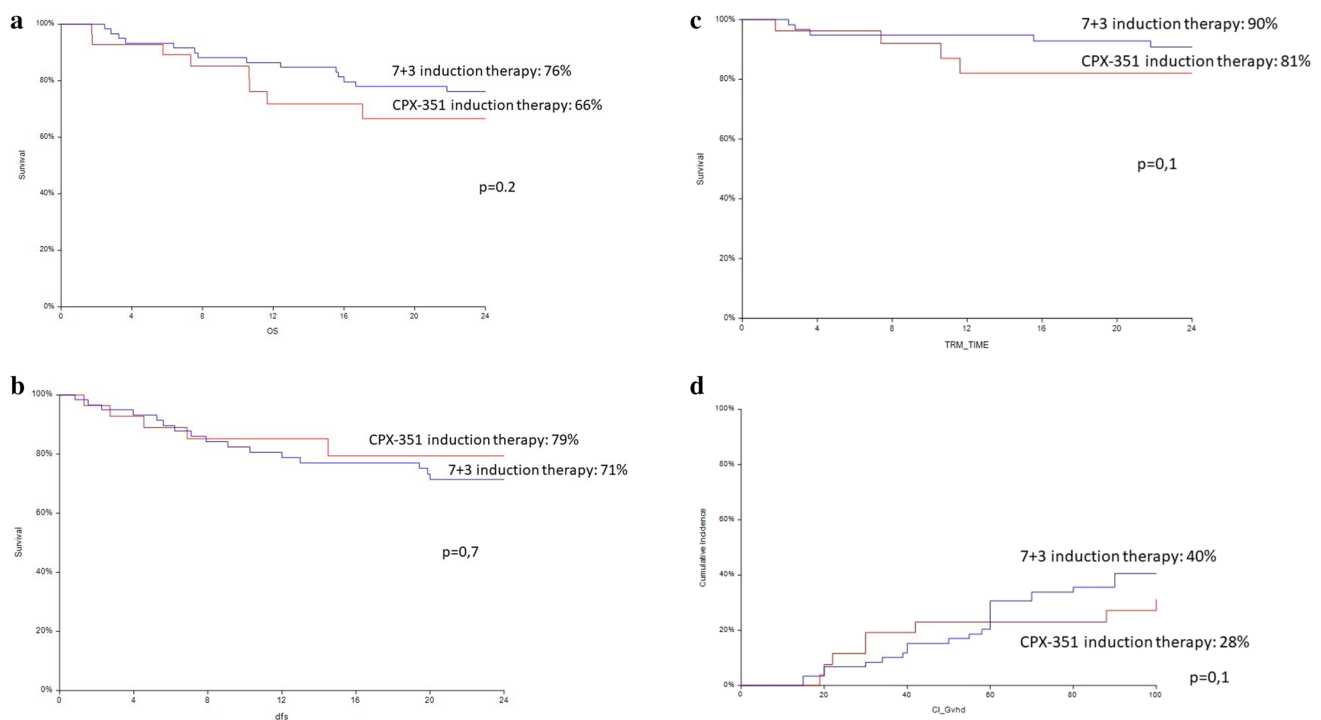 a
100%
80%
60%
40%
20%
0%
Survival
0 4 8 12 16 20 24
OS
7+3 induction therapy: 76%
CPX-351 induction therapy: 66%
p=0.2
c
100%
80%
60%
40%
20%
0%
Survival
0 4 8 12 16 20 24
TRM_TIME
7+3 induction therapy: 90%
CPX-351 induction therapy: 81%
p=0,1
b
100%
80%
60%
40%
20%
0%
Survival
0 4 8 12 16 20 24
dfs
CPX-351 induction therapy: 79%
7+3 induction therapy: 71%
p=0,7
d
100%
80%
60%
40%
20%
0%
Cumulative Incidence
0 20 40 60 80 100
CI_Gvhd
7+3 induction therapy: 40%
CPX-351 induction therapy: 28%
p=0,1